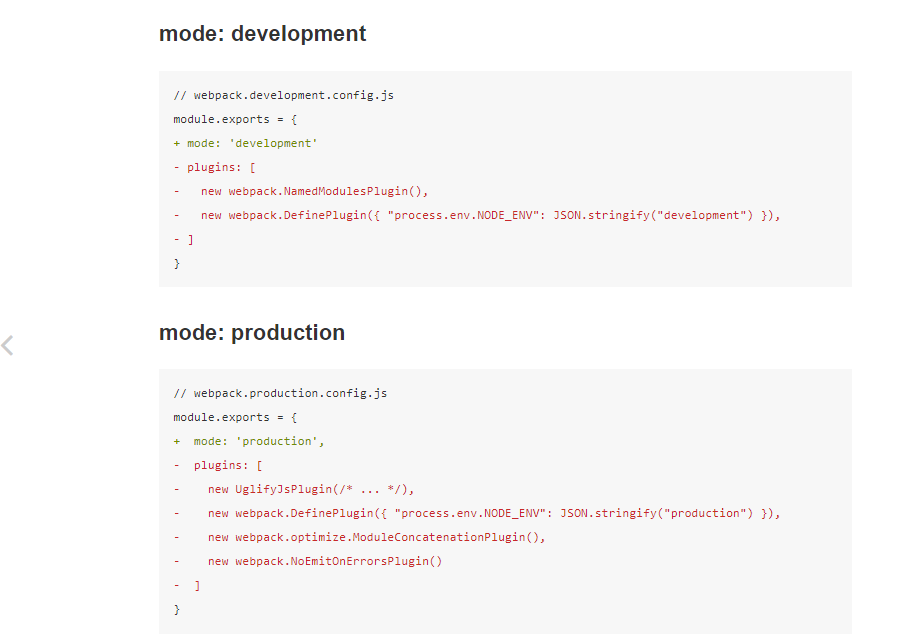 mode: development
// webpack.development.config.js
module.exports = {
+ mode: 'development'
- plugins: [
-   new webpack.NamedModulesPlugin(),
-   new webpack.DefinePlugin({ "process.env.NODE_ENV": JSON.stringify("development") }),
- ]
}
mode: production
// webpack.production.config.js
module.exports = {
+  mode: 'production',
-  plugins: [
-    new UglifyJsPlugin(/* ... */),
-    new webpack.DefinePlugin({ "process.env.NODE_ENV": JSON.stringify("production") }),
-    new webpack.optimize.ModuleConcatenationPlugin(),
-    new webpack.NoEmitOnErrorsPlugin()
-  ]
}